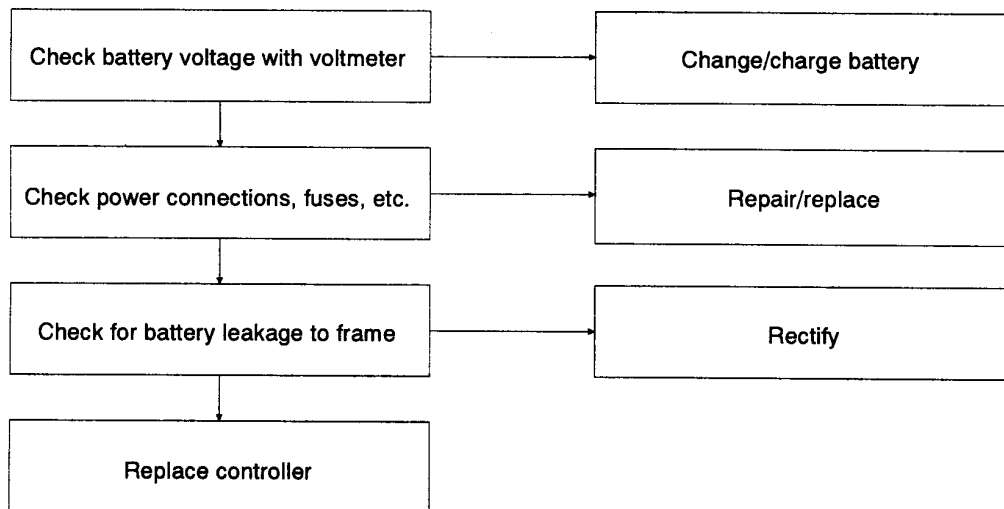 Check battery voltage with voltmeter
Change/charge battery
Check power connections, fuses, etc.
Repair/replace
Check for battery leakage to frame
Rectify
Replace controller